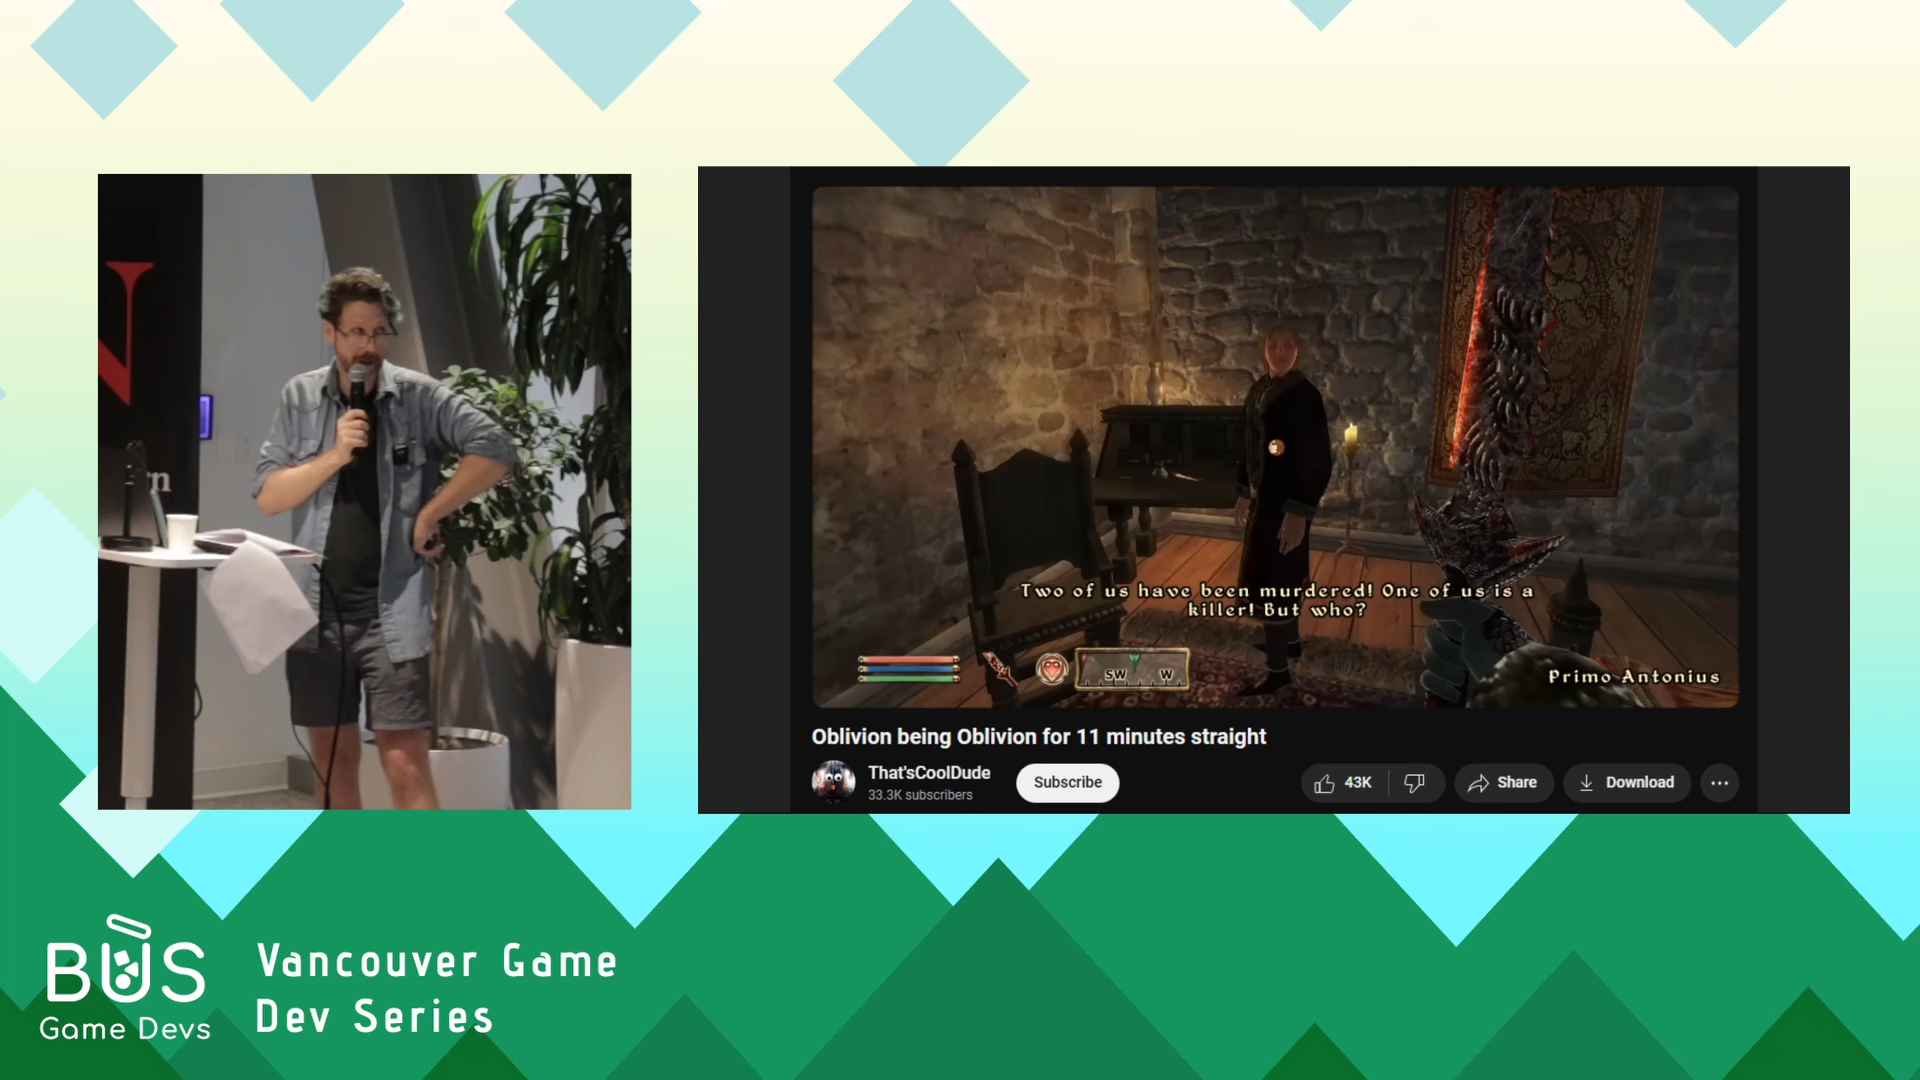 N
rn
Two of us have been murdered! One of us is a
killer! But who?
SW W
Primo Antonius
Oblivion being Oblivion for 11 minutes straight
That'sCoolDude
33.3K subscribers
Subscribe
43K
Share
Download
BUS
Game Devs
Vancouver Game
Dev Series